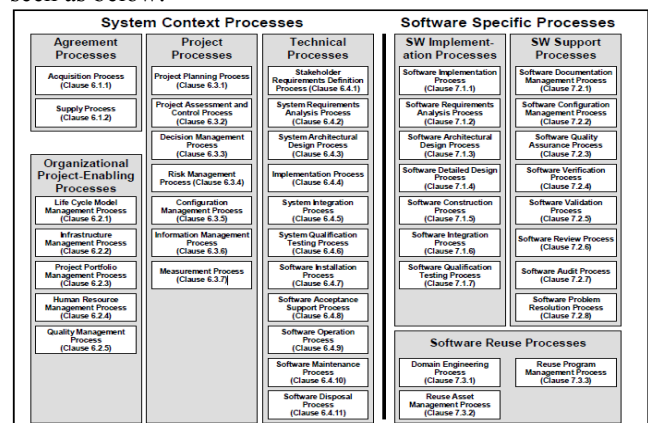 seen as below.
System Context Processes
Software Specific Processes
Agreement
Processes
Acquisition Process
(Clause 6.1.1)
Supply Process
(Clause 6.1.2)
Organizational
Project-Enabling
Processes
Life Cycle Model
Management Process
(Clause 6.2.1)
Infrastructure
Management Process
(Clause 6.2.2)
Project Portfolio
Management Process
(Clause 6.2.3)
Human Resource
Management Process
(Clause 6.2.4)
Quality Management
Process
(Clause 6.2.5)
Project
Processes
Project Planning Process
(Clause 6.3.1)
Project Assessment and
Control Process
(Clause 6.3.2)
Decision Management
Process
(Clause 6.3.3)
Risk Management
Process (Clause 6.3.4)
Configuration
Management Process
(Clause 6.3.5)
Information Management
Process
(Clause 6.3.6)
Measurement Process
(Clause 6.3.7)
Technical
Processes
Stakeholder
Requirements Definition
Process (Clause 6.4.1)
System Requirements
Analysis Process
(Clause 6.4.2)
System Architectural
Design Process
(Clause 6.4.3)
Implementation Process
(Clause 6.4.4)
System Integration
Process
(Clause 6.4.5)
System Qualification
Testing Process
(Clause 6.4.6)
Software Installation
Process
(Clause 6.4.7)
Software Acceptance
Support Process
(Clause 6.4.8)
Software Operation
Process
(Clause 6.4.9)
Software Maintenance
Process
(Clause 6.4.10)
Software Disposal
Process
(Clause 6.4.11)
SW Implement-
ation Processes
Software Implementation
Process
(Clause 7.1.1)
Software Requirements
Analysis Process
(Clause 7.1.2)
Software Architectural
Design Process
(Clause 7.1.3)
Software Detailed Design
Process
(Clause 7.1.4)
Software Construction
Process
(Clause 7.1.5)
Software Integration
Process
(Clause 7.1.6)
Software Qualification
Testing Process
(Clause 7.1.7)
SW Support
Processes
Software Documentation
Management Process
(Clause 7.2.1)
Software Configuration
Management Process
(Clause 7.2.2)
Software Quality
Assurance Process
(Clause 7.2.3)
Software Verification
Process
(Clause 7.2.4)
Software Validation
Process
(Clause 7.2.5)
Software Review Process
(Clause 7.2.6)
Software Audit Process
(Clause 7.2.7)
Software Problem
Resolution Process
(Clause 7.2.8)
Software Reuse Processes
Domain Engineering
Process
(Clause 7.3.1)
Reuse Asset
Management Process
(Clause 7.3.2)
Reuse Program
Management Process
(Clause 7.3.3)